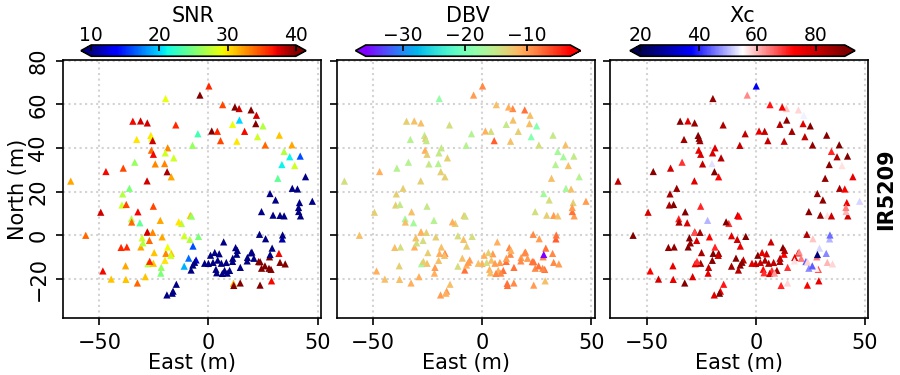 SNR DBV Xc
10 20 30 40 −30 −20 −10 20 40 60 80
80
60
40
20
0
−20
North (m)
−50 0 50 −50 0 50 −50 0 50
East (m) East (m) East (m)
IR5209